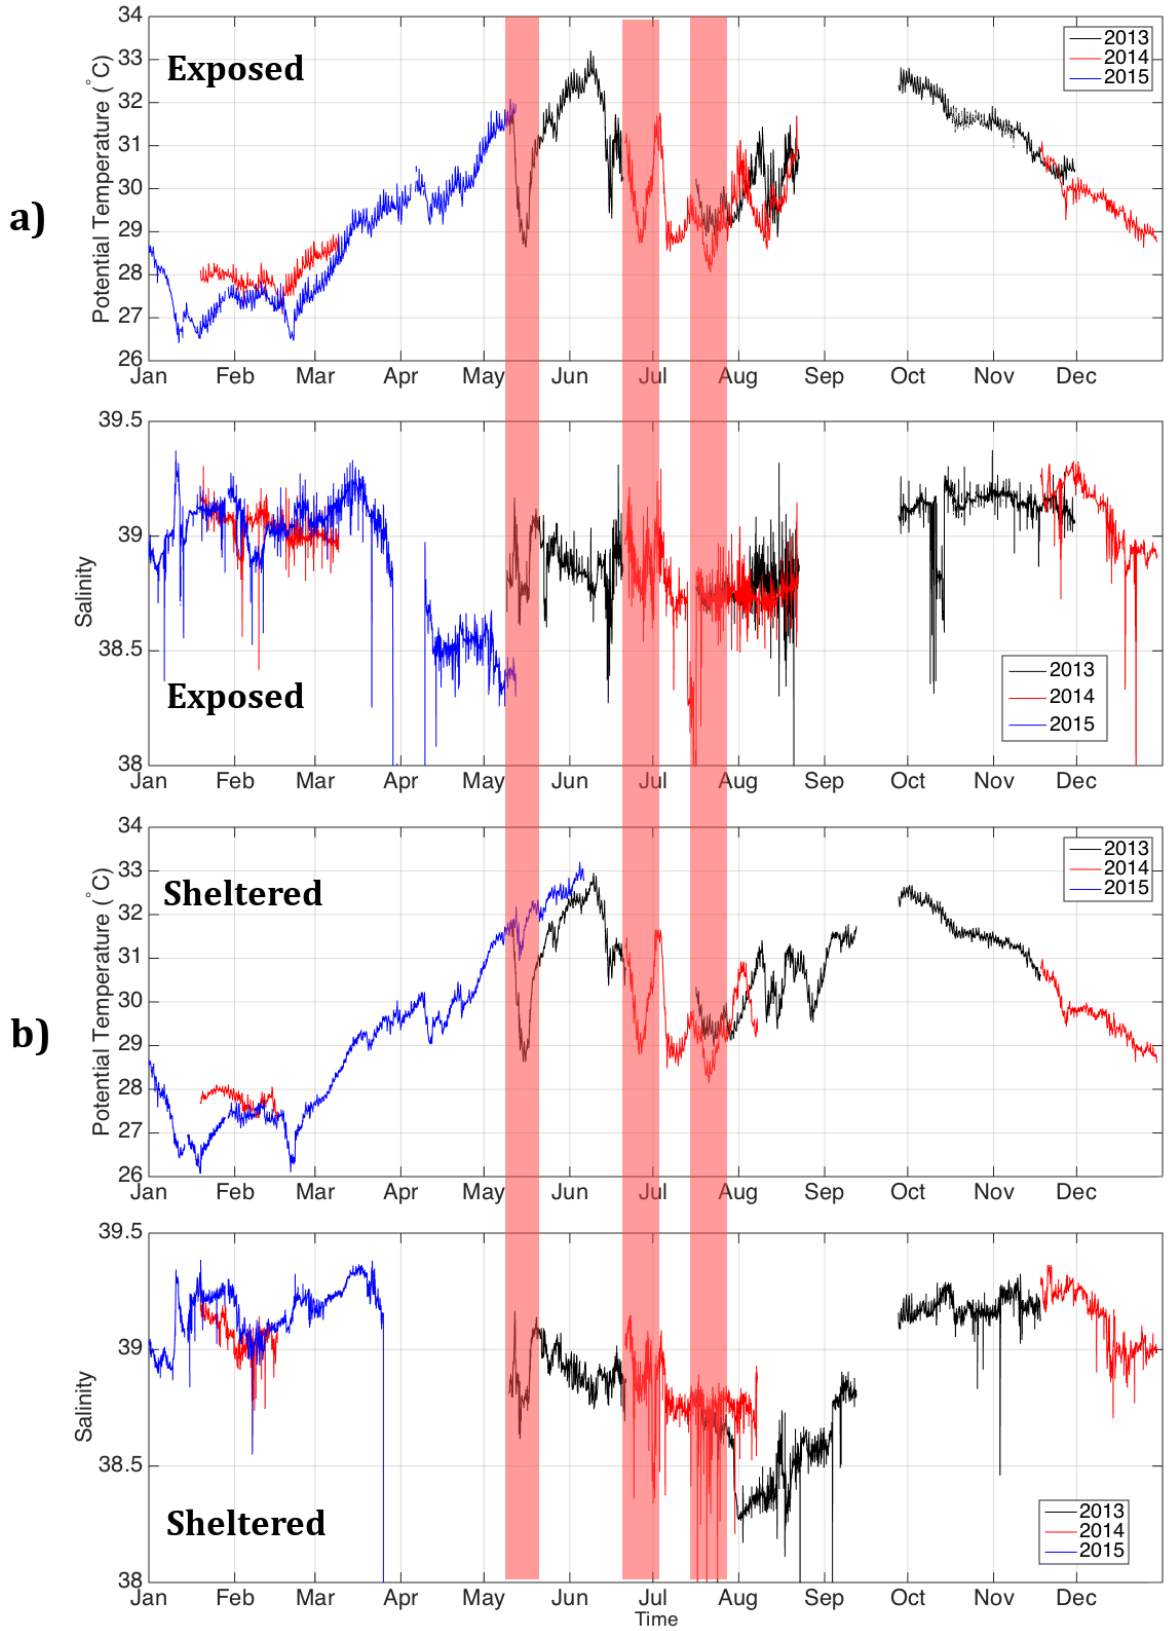 a)
Exposed
Potential Temperature (°C)
34
33
32
31
30
29
28
27
26
Jan Feb Mar Apr May Jun Jul Aug Sep Oct Nov Dec
2013
2014
2015
Salinity
39.5
39
38.5
38
Exposed
2013
2014
2015
Jan Feb Mar Apr May Jun Jul Aug Sep Oct Nov Dec
b)
Sheltered
Potential Temperature (°C)
34
33
32
31
30
29
28
27
26
Jan Feb Mar Apr May Jun Jul Aug Sep Oct Nov Dec
2013
2014
2015
Salinity
39.5
39
38.5
38
Sheltered
2013
2014
2015
Jan Feb Mar Apr May Jun Jul Aug Sep Oct Nov Dec
Time